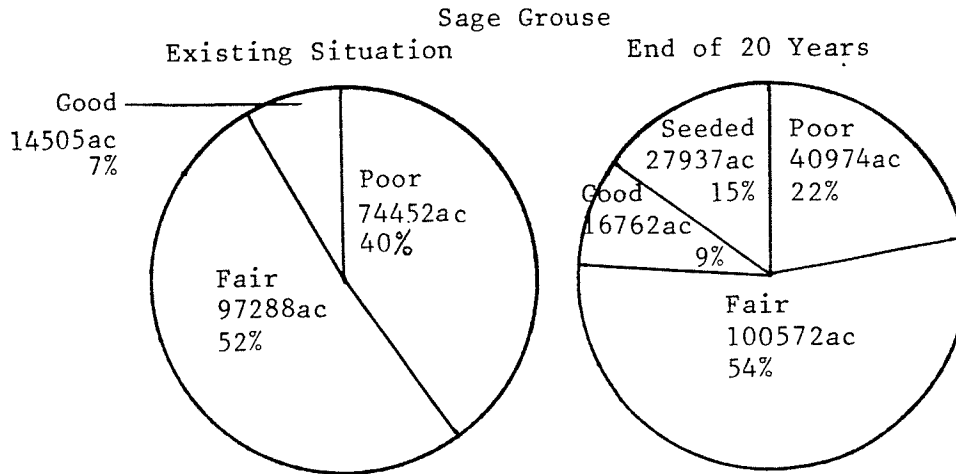 Sage Grouse
Existing Situation
Good
14505ac
7%
Poor
74452ac
40%
Fair
97288ac
52%
End of 20 Years
Seeded
27937ac
15%
Poor
40974ac
22%
Good
16762ac
9%
Fair
100572ac
54%